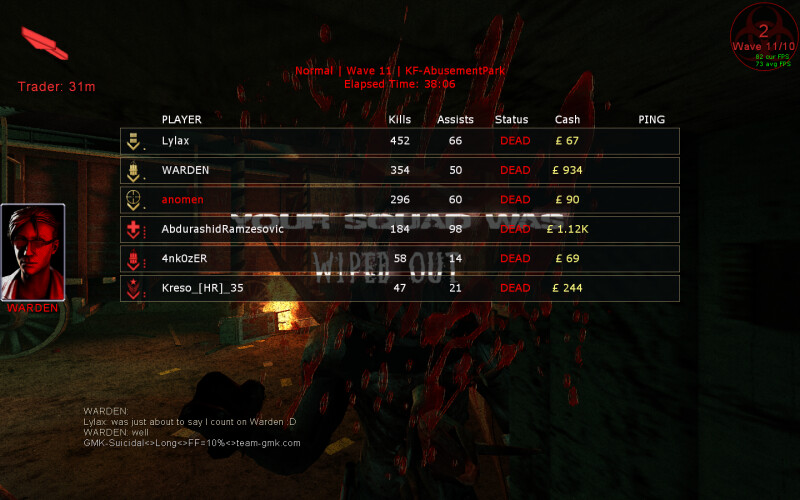 2
Wave 11/10
82 cur FPS
73 avg FPS
Trader: 31m
Normal | Wave 11 | KF-AbusementPark
Elapsed Time: 38:06
PLAYER Kills Assists Status Cash PING
Lylax 452 66 DEAD £ 67
WARDEN 354 50 DEAD £ 934
anomen 296 60 DEAD £ 90
YOUR SQUAD WAS
AbdurashidRamzesovic 184 98 DEAD £ 1.12K
4nk0zER 58 14 DEAD £ 69
WIPED OUT
Kreso_[HR]_35 47 21 DEAD £ 244
WARDEN
WARDEN:
Lylax: was just about to say I count on Warden :D
WARDEN: well
GMK-Suicidal<>Long<>FF=10%<>team-gmk.com